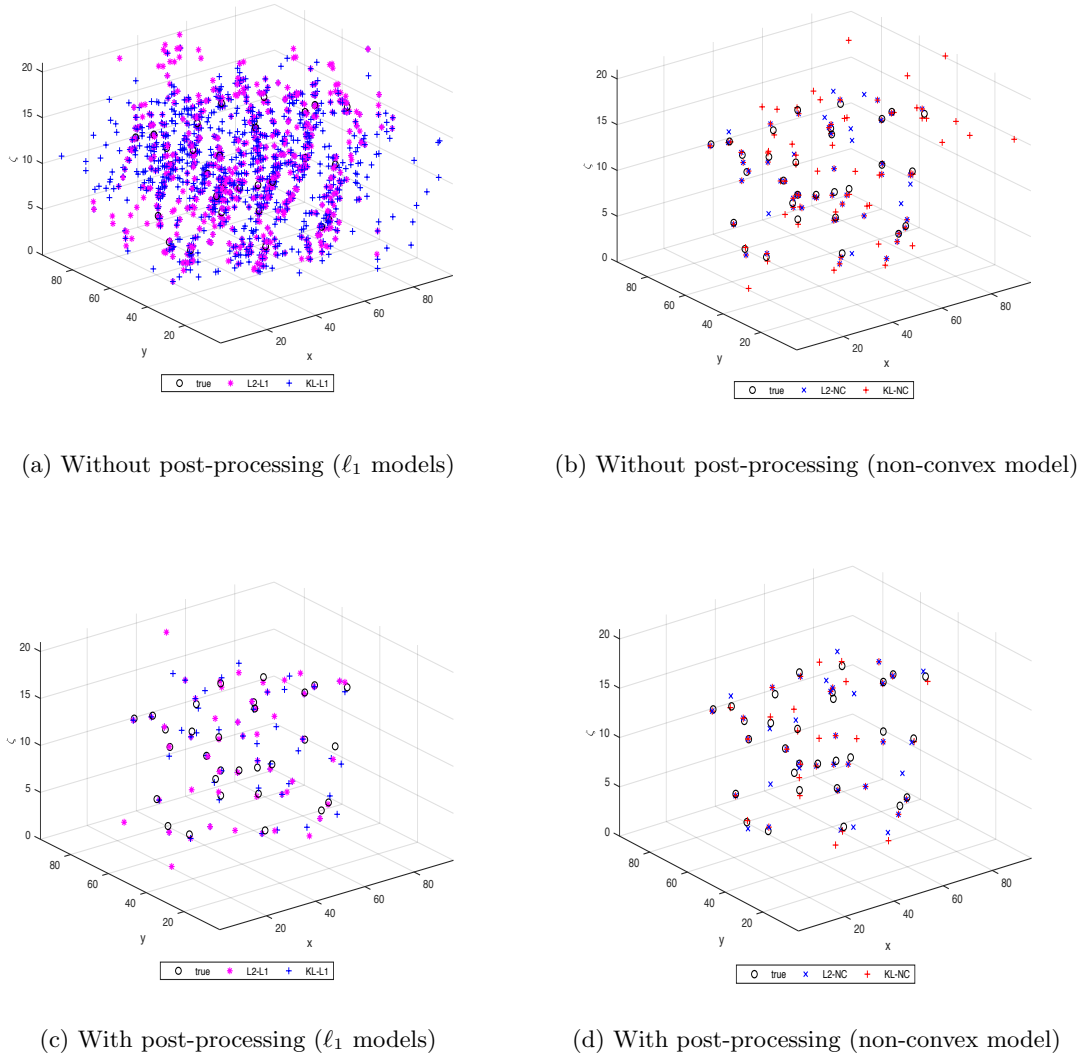 20
15
ζ
10
5
0
80
60
40
20
y
20
40
60
80
x
true L2-L1 KL-L1
(a) Without post-processing (ℓ₁ models)
20
15
ζ
10
5
0
80
60
40
20
y
20
40
60
80
x
true L2-NC KL-NC
(b) Without post-processing (non-convex model)
20
15
ζ
10
5
0
80
60
40
20
y
20
40
60
80
x
true L2-L1 KL-L1
(c) With post-processing (ℓ₁ models)
20
15
ζ
10
5
0
80
60
40
20
y
20
40
60
80
x
true L2-NC KL-NC
(d) With post-processing (non-convex model)